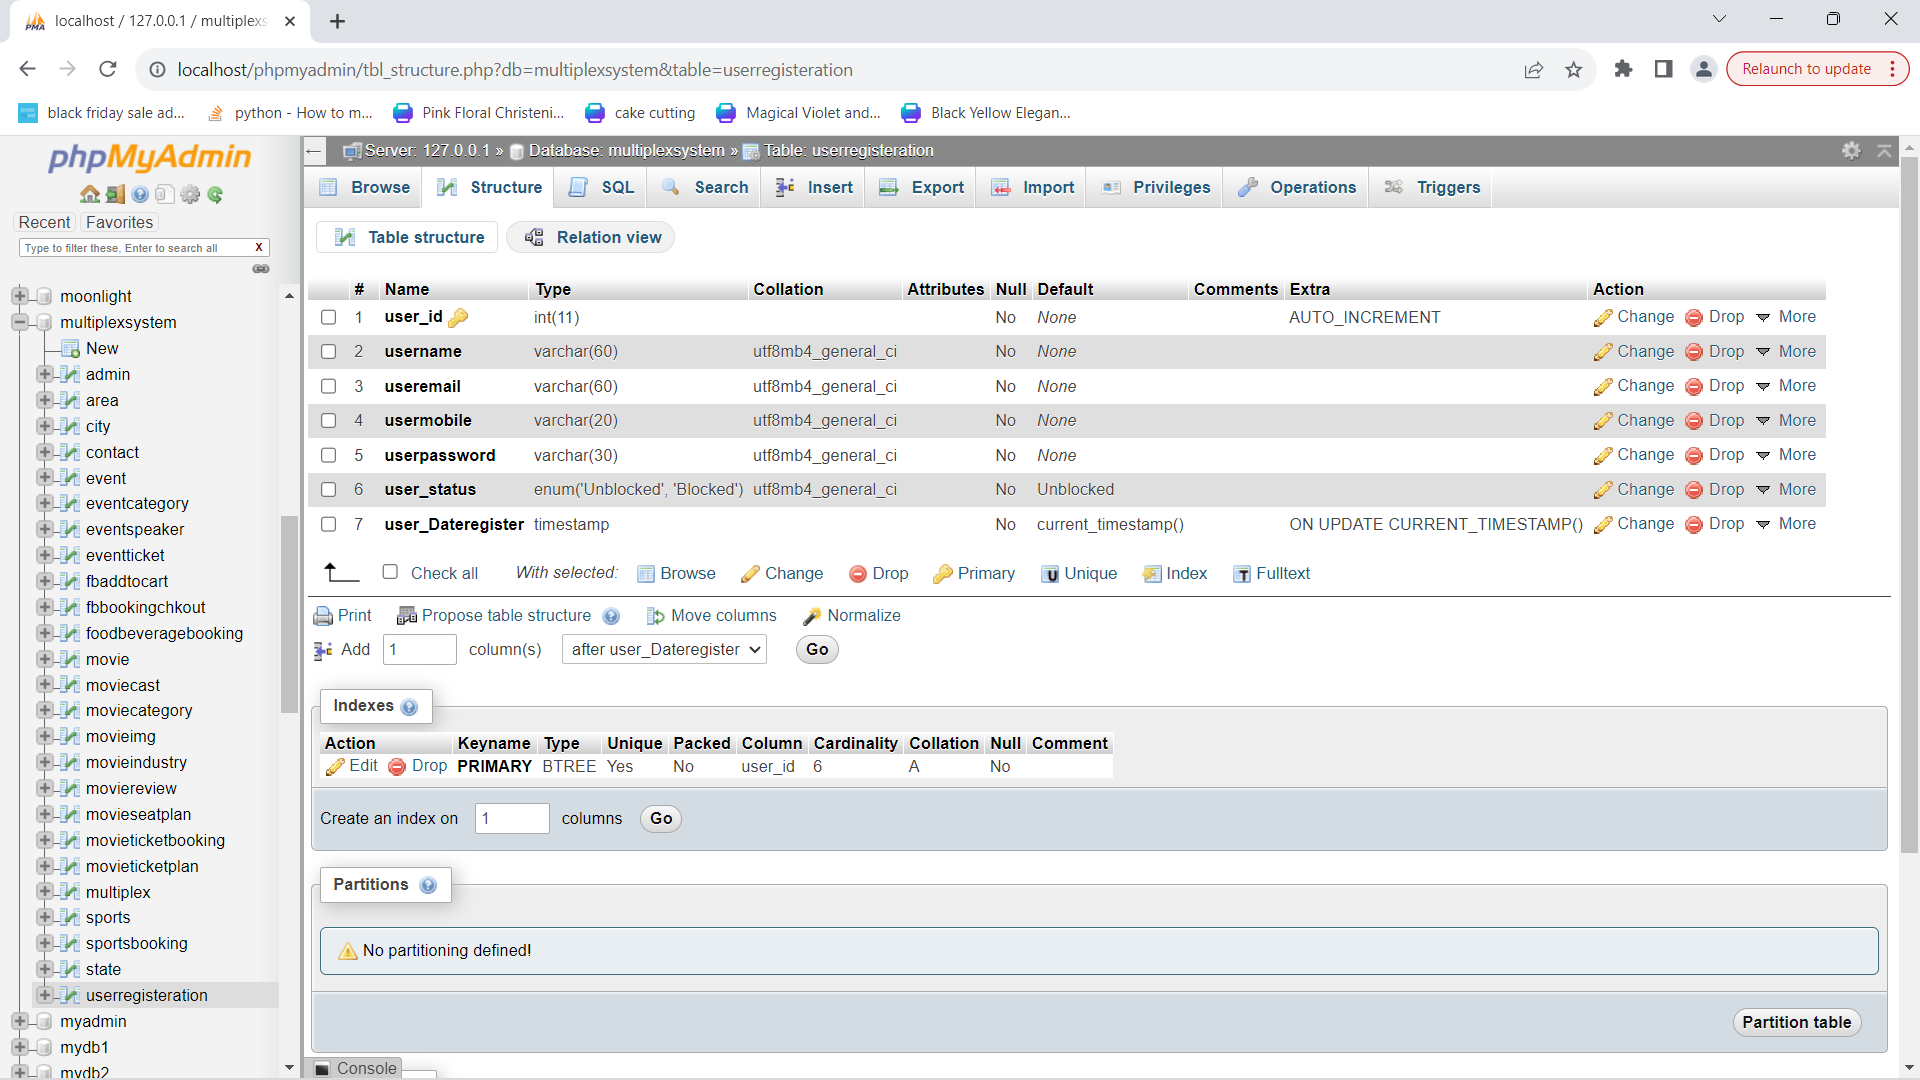 localhost / 127.0.0.1 / multiplexs
localhost/phpmyadmin/tbl_structure.php?db=multiplexsystem&table=userregisteration
Relaunch to update
black friday sale ad...
python - How to m...
Pink Floral Christeni...
cake cutting
Magical Violet and...
Black Yellow Elegan...
phpMyAdmin
Recent Favorites
Type to filter these, Enter to search all X
moonlight
multiplexsystem
New
admin
area
city
contact
event
eventcategory
eventspeaker
eventticket
fbaddtocart
fbbookingchkout
foodbeveragebooking
movie
moviecast
moviecategory
movieimg
movieindustry
moviereview
movieseatplan
movieticketbooking
movieticketplan
multiplex
sports
sportsbooking
state
userregisteration
myadmin
mydb1
mydb2
Server: 127.0.0.1 » Database: multiplexsystem » Table: userregisteration
Browse Structure SQL Search Insert Export Import Privileges Operations Triggers
Table structure Relation view
# Name Type Collation Attributes Null Default Comments Extra Action
1 user_id int(11) No None AUTO_INCREMENT Change Drop More
2 username varchar(60) utf8mb4_general_ci No None Change Drop More
3 useremail varchar(60) utf8mb4_general_ci No None Change Drop More
4 usermobile varchar(20) utf8mb4_general_ci No None Change Drop More
5 userpassword varchar(30) utf8mb4_general_ci No None Change Drop More
6 user_status enum('Unblocked', 'Blocked') utf8mb4_general_ci No Unblocked Change Drop More
7 user_Dateregister timestamp No current_timestamp() ON UPDATE CURRENT_TIMESTAMP() Change Drop More
Check all With selected: Browse Change Drop Primary Unique Index Fulltext
Print Propose table structure Move columns Normalize
Add 1 column(s) after user_Dateregister Go
Indexes
Action Keyname Type Unique Packed Column Cardinality Collation Null Comment
Edit Drop PRIMARY BTREE Yes No user_id 6 A No
Create an index on 1 columns Go
Partitions
No partitioning defined!
Partition table
Console